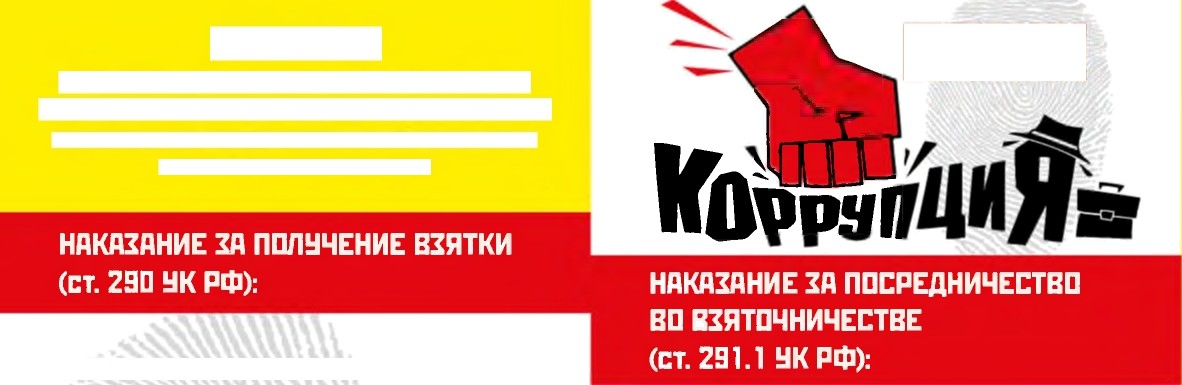 НАКАЗАНИЕ ЗА ПОЛУЧЕНИЕ ВЗЯТКИ
(ст. 290 УК РФ):
КОРРУПЦИЯ
НАКАЗАНИЕ ЗА ПОСРЕДНИЧЕСТВО
ВО ВЗЯТОЧНИЧЕСТВЕ
(ст. 291.1 УК РФ):